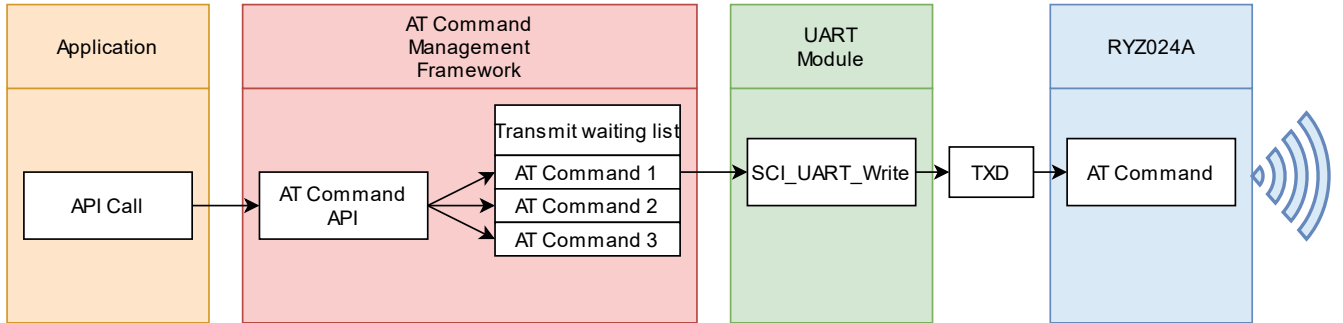 Application
AT Command
Management
Framework
UART
Module
RYZ024A
Transmit waiting list
API Call
AT Command
API
AT Command 1
AT Command 2
AT Command 3
SCI_UART_Write
TXD
AT Command